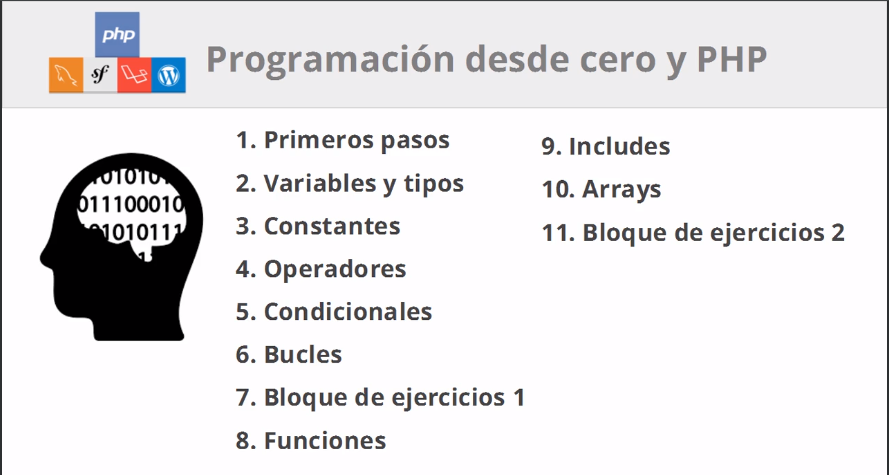 php
sf
Programación desde cero y PHP
1. Primeros pasos
2. Variables y tipos
3. Constantes
4. Operadores
5. Condicionales
6. Bucles
7. Bloque de ejercicios 1
8. Funciones
9. Includes
10. Arrays
11. Bloque de ejercicios 2